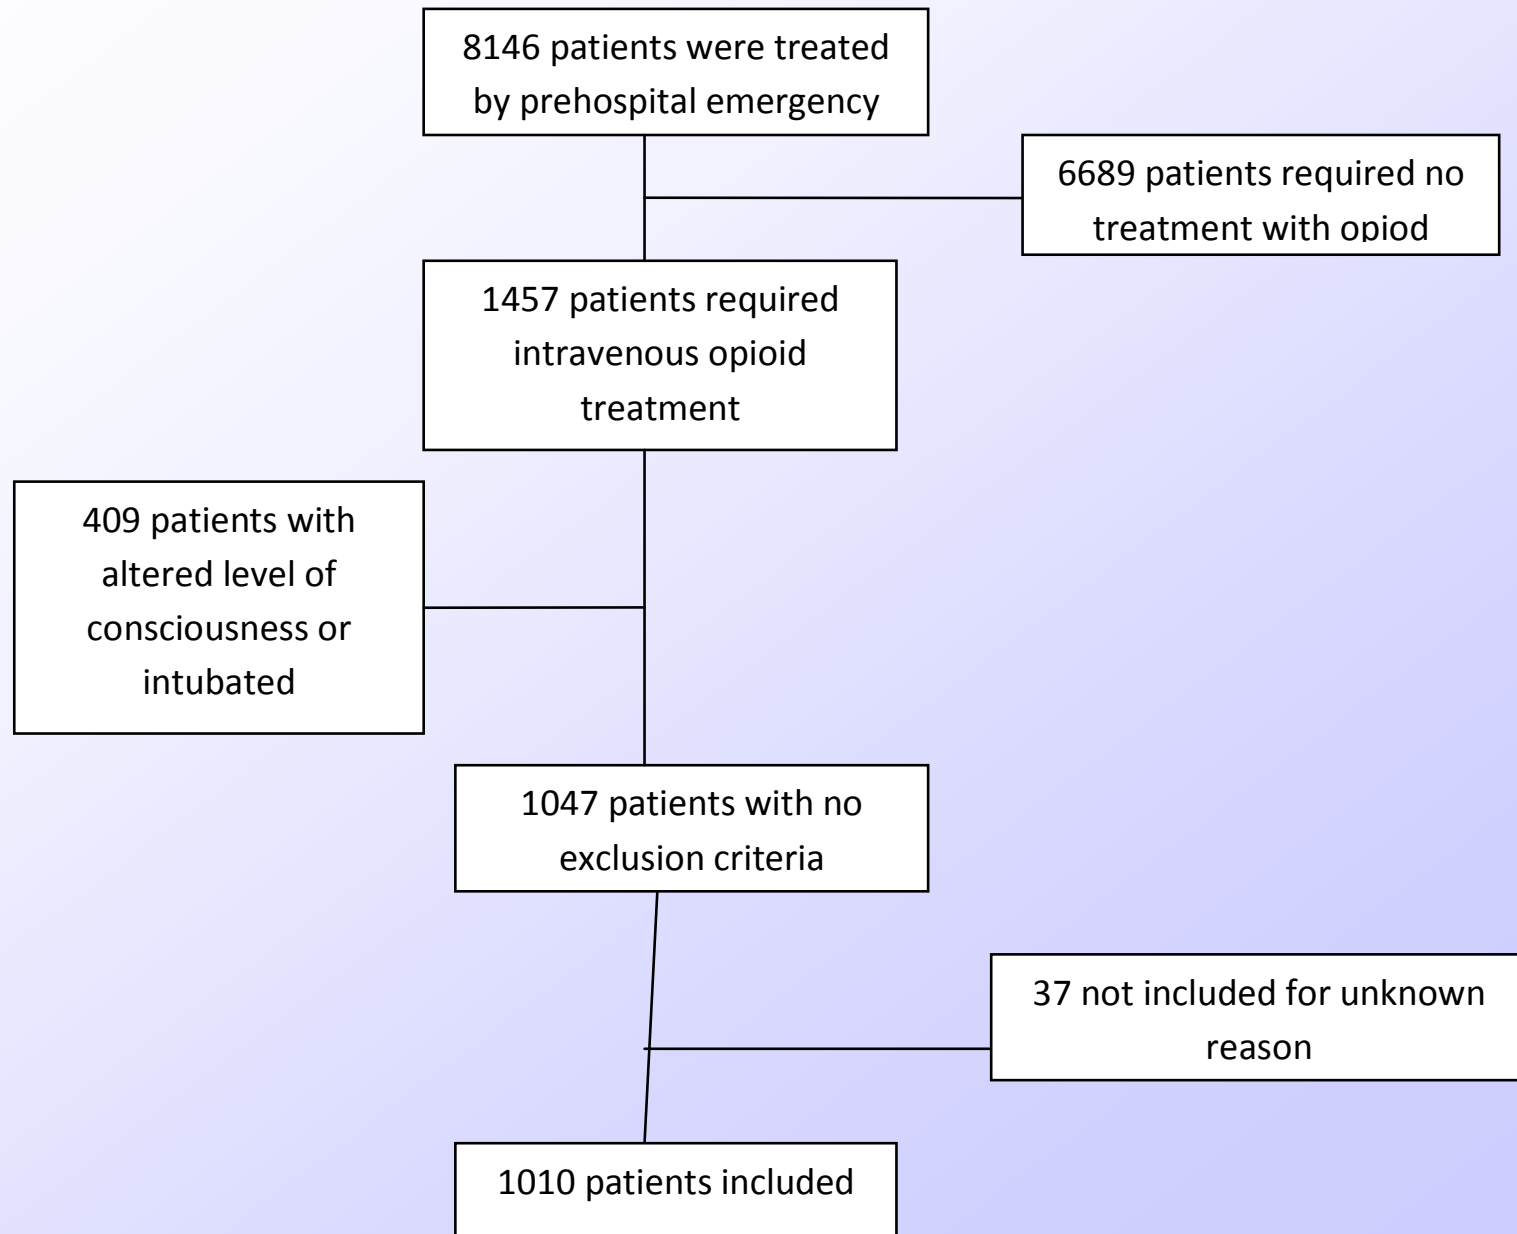 8146 patients were treated
by prehospital emergency
6689 patients required no
treatment with opiod
1457 patients required
intravenous opioid
treatment
409 patients with
altered level of
consciousness or
intubated
1047 patients with no
exclusion criteria
37 not included for unknown
reason
1010 patients included